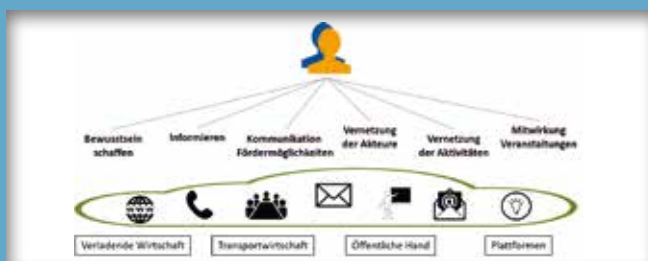 Bewusstsein
schaffen
Informieren
Kommunikation
Fördermöglichkeiten
Vernetzung
der Akteure
Vernetzung
der Aktivitäten
Mitwirkung
Veranstaltungen
Verladende Wirtschaft
Transportwirtschaft
Öffentliche Hand
Plattformen